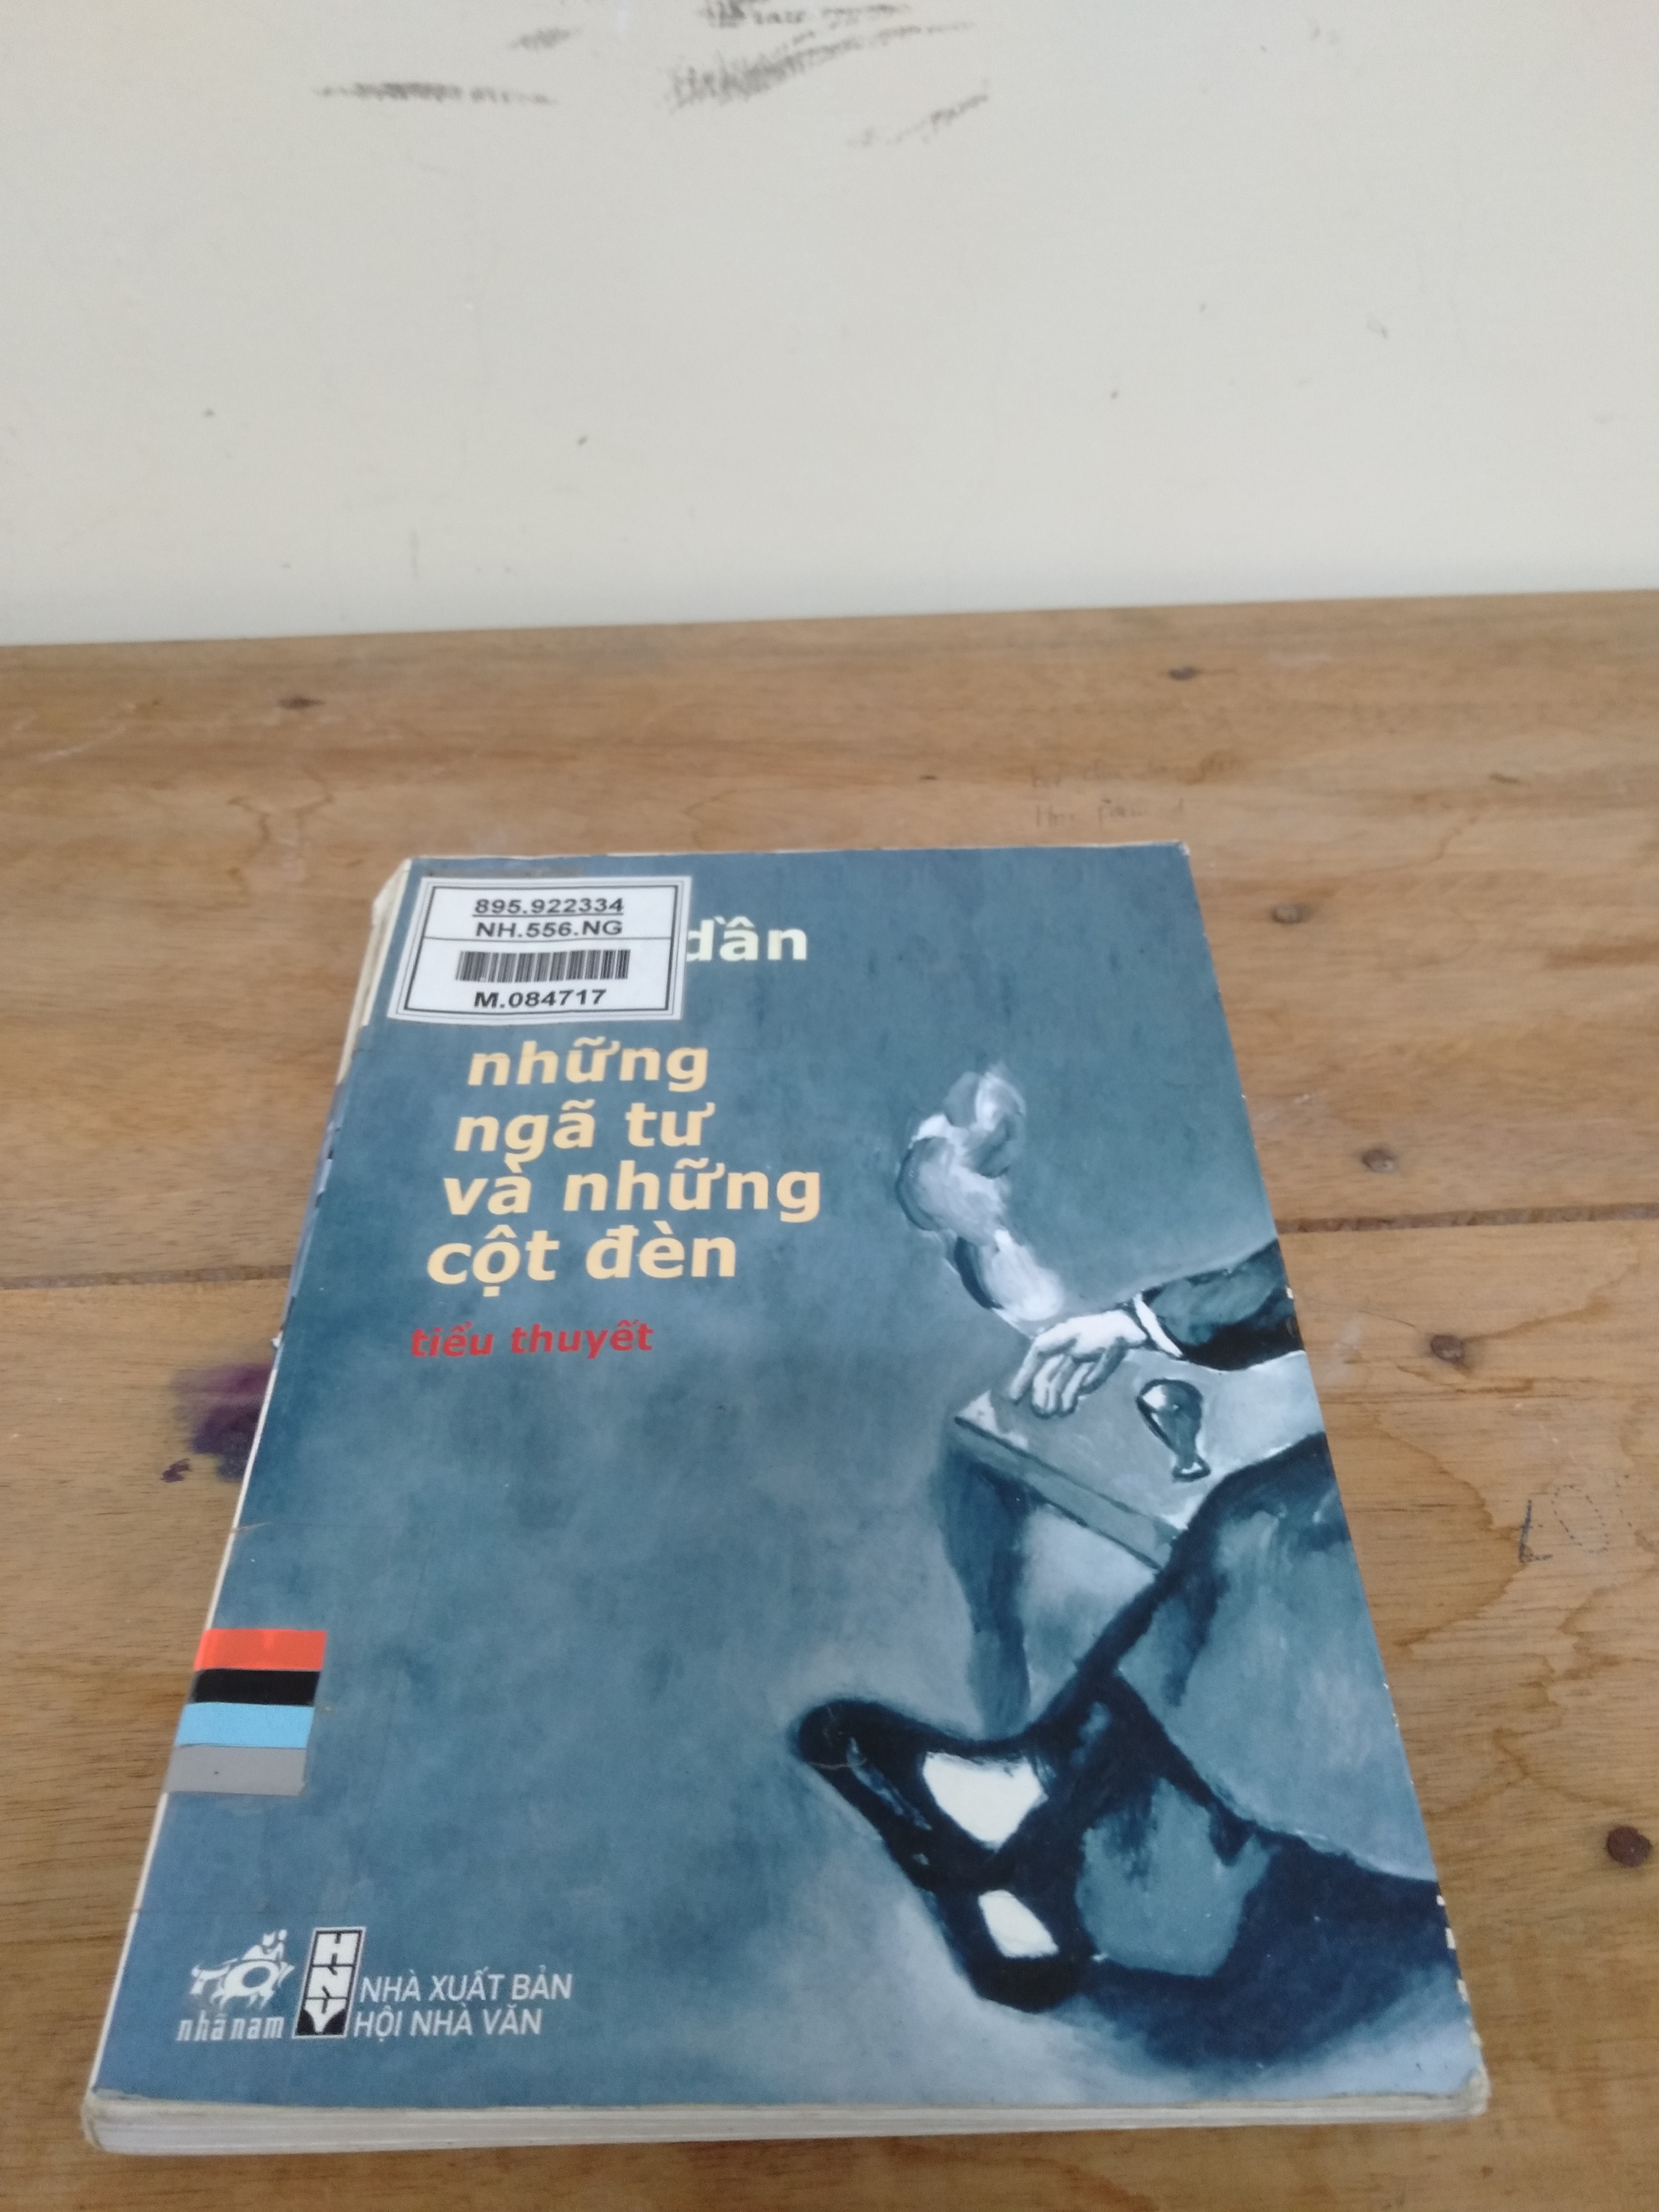 895.922334
NH.556.NG
M.084717
dần
những
ngã tư
và những
cột đèn
tiểu thuyết
nhã nam
HNV
NHÀ XUẤT BẢN
HỘI NHÀ VĂN